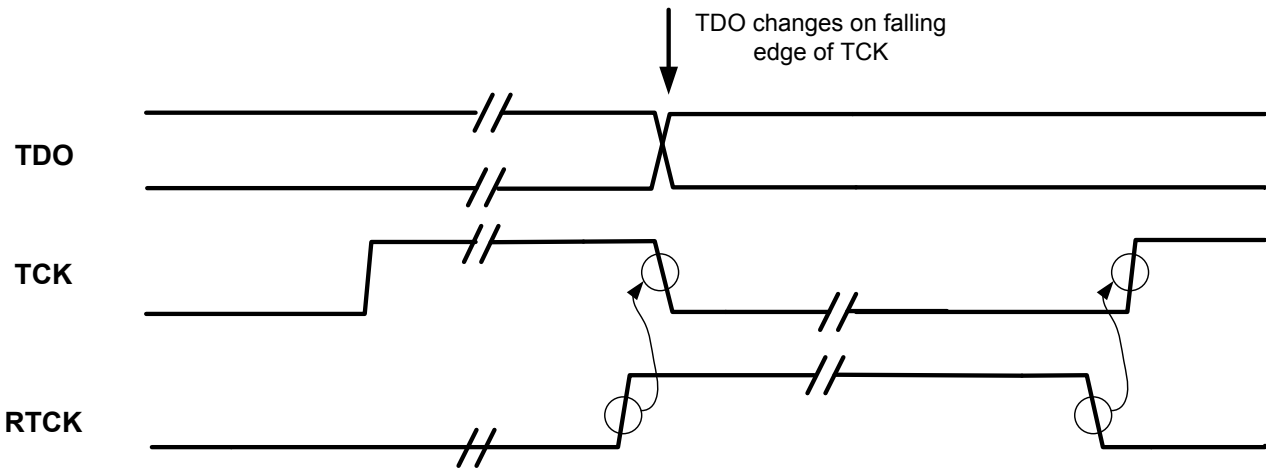 TDO changes on falling
edge of TCK
TDO
TCK
RTCK